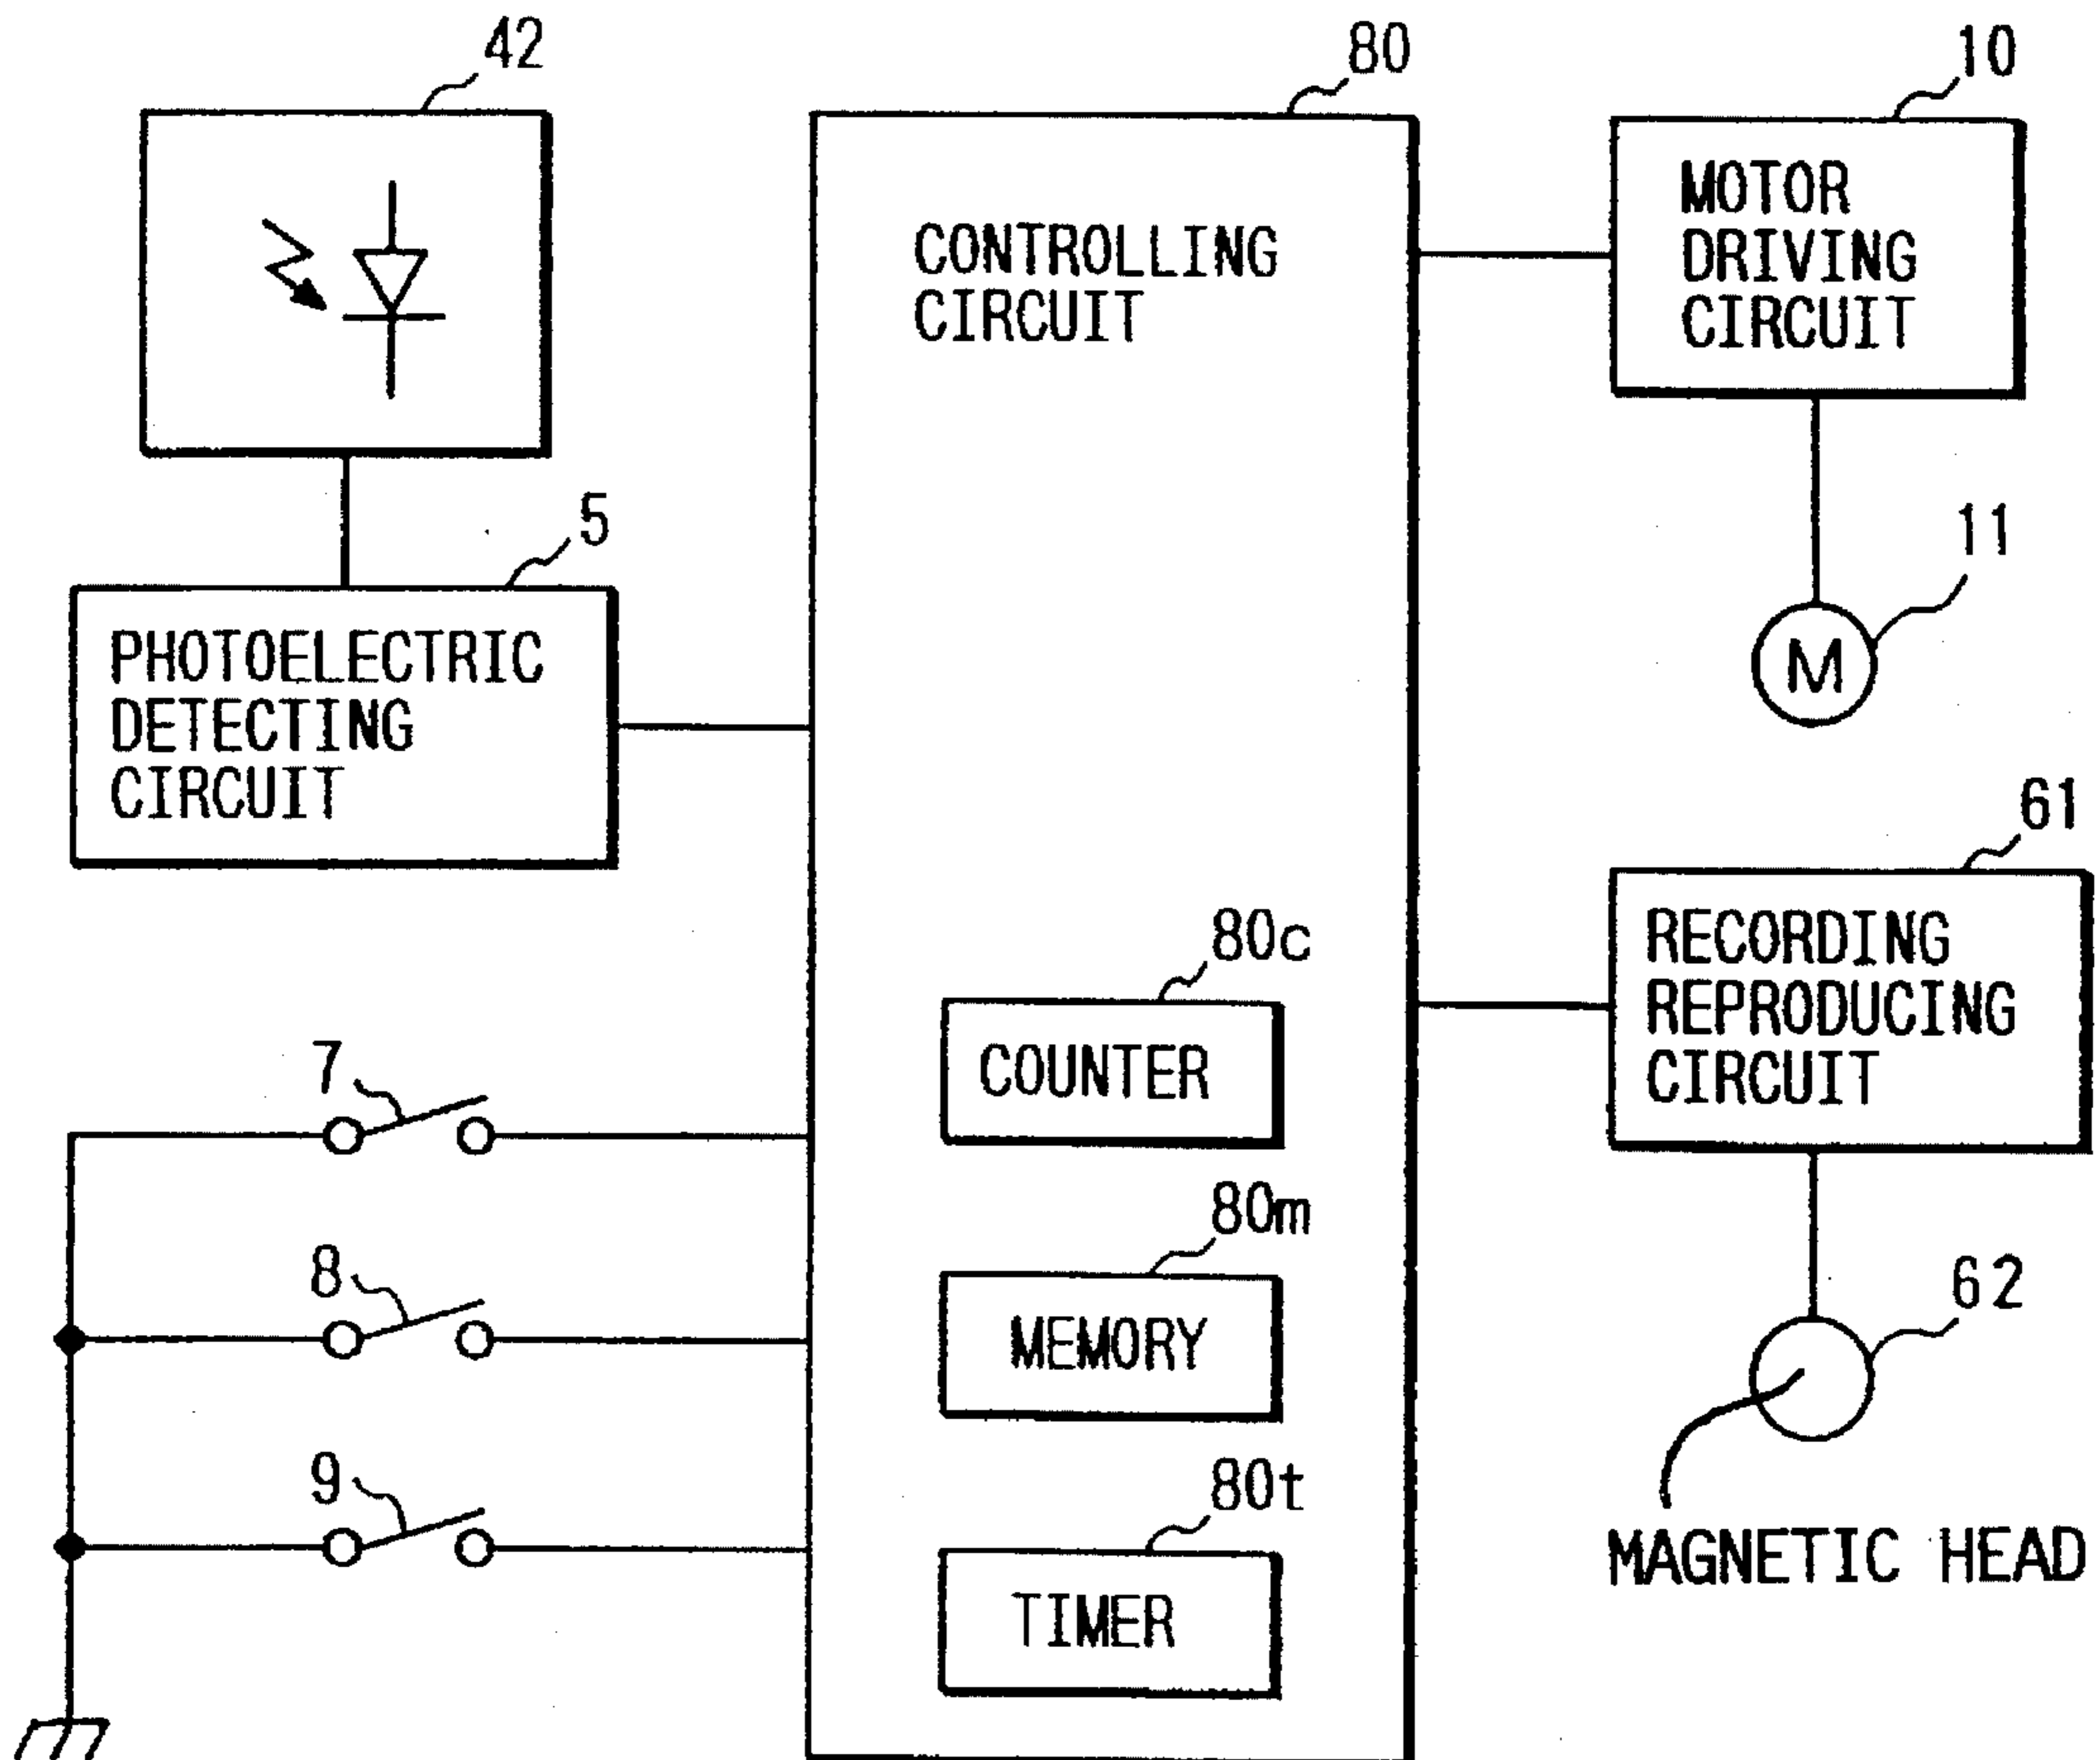 42
80
10
CONTROLLING
CIRCUIT
MOTOR
DRIVING
CIRCUIT
5
11
PHOTOELECTRIC
DETECTING
CIRCUIT
M
61
80c
RECORDING
REPRODUCING
CIRCUIT
COUNTER
7
80m
8
MEMORY
62
9
80t
MAGNETIC HEAD
TIMER